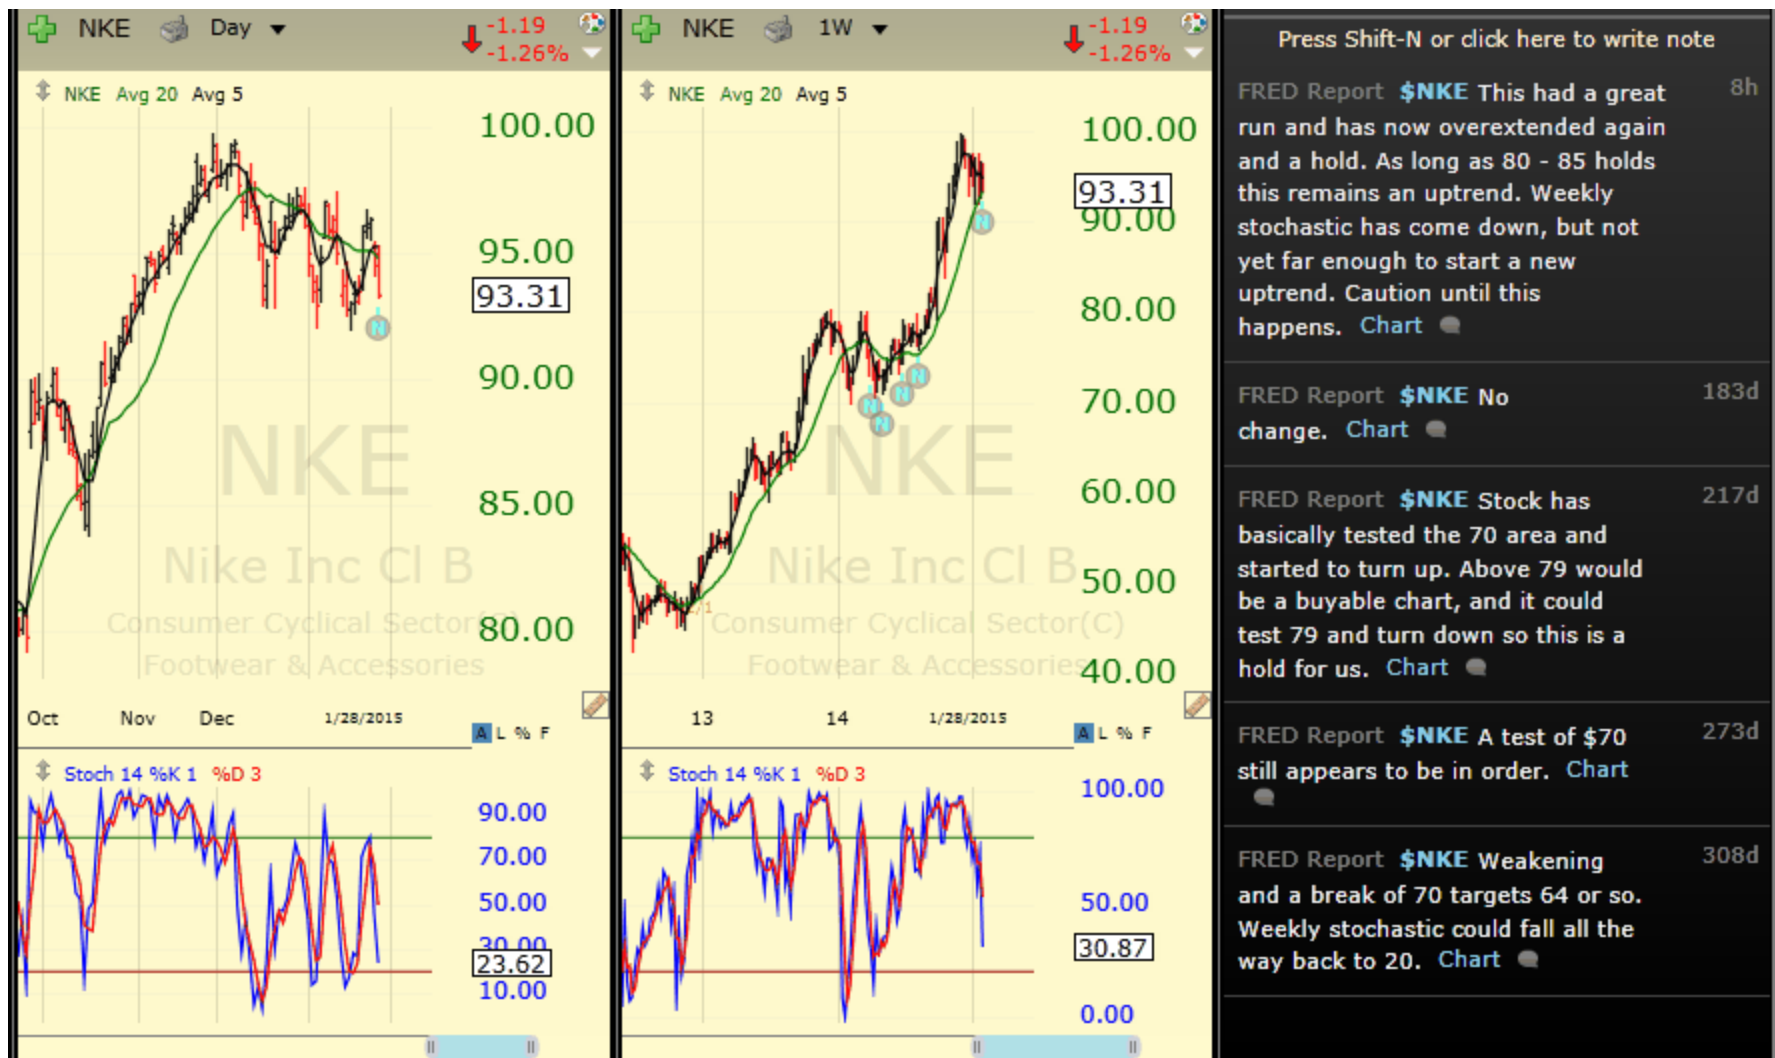 NKE Day
-1.19
-1.26%
NKE Avg 20 Avg 5
100.00
95.00
93.31
90.00
85.00
80.00
N
NKE
Nike Inc Cl B
Consumer Cyclical Sector(C)
Footwear & Accessories
Oct Nov Dec 1/28/2015
A L % F
Stoch 14 %K 1 %D 3
90.00
70.00
50.00
30.00
23.62
10.00
NKE 1W
-1.19
-1.26%
NKE Avg 20 Avg 5
100.00
93.31
90.00
80.00
70.00
60.00
50.00
40.00
N
N
N
N
N
NKE
Nike Inc Cl B
Consumer Cyclical Sector(C)
Footwear & Accessories
13 14 1/28/2015
A L % F
Stoch 14 %K 1 %D 3
100.00
50.00
30.87
0.00
Press Shift-N or click here to write note
FRED Report $NKE This had a great 8h
run and has now overextended again
and a hold. As long as 80 - 85 holds
this remains an uptrend. Weekly
stochastic has come down, but not
yet far enough to start a new
uptrend. Caution until this
happens. Chart
FRED Report $NKE No 183d
change. Chart
FRED Report $NKE Stock has 217d
basically tested the 70 area and
started to turn up. Above 79 would
be a buyable chart, and it could
test 79 and turn down so this is a
hold for us. Chart
FRED Report $NKE A test of $70 273d
still appears to be in order. Chart
FRED Report $NKE Weakening 308d
and a break of 70 targets 64 or so.
Weekly stochastic could fall all the
way back to 20. Chart